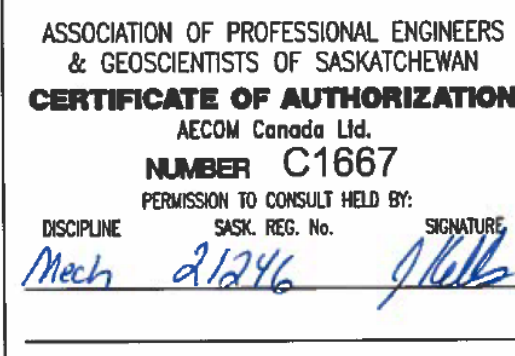 ASSOCIATION OF PROFESSIONAL ENGINEERS
& GEOSCIENTISTS OF SASKATCHEWAN
CERTIFICATE OF AUTHORIZATION
AECOM Canada Ltd.
NUMBER C1667
PERMISSION TO CONSULT HELD BY:
DISCIPLINE SASK. REG. No. SIGNATURE
Mech 21246